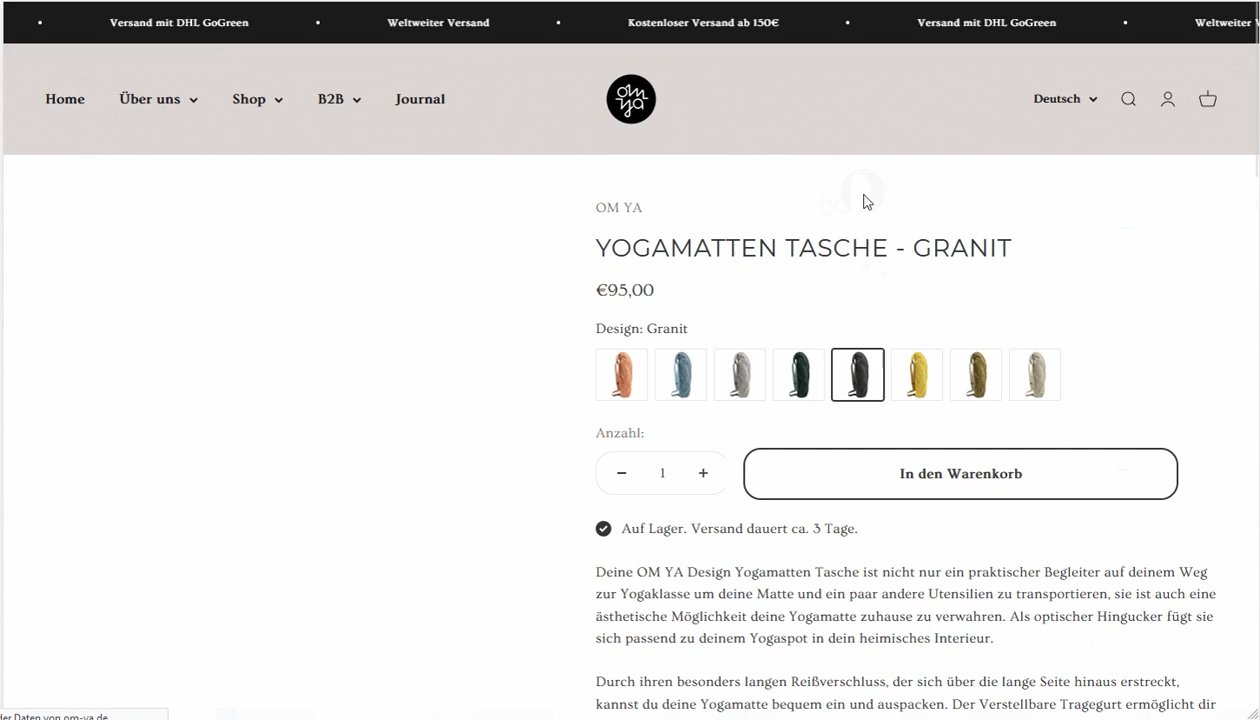 Versand mit DHL GoGreen • Weltweiter Versand • Kostenloser Versand ab 150€ • Versand mit DHL GoGreen • Weltweiter
Home Über uns Shop B2B Journal
om ya
Deutsch
OM YA
YOGAMATTEN TASCHE - GRANIT
€95,00
Design: Granit
Anzahl:
− 1 +
In den Warenkorb
Auf Lager. Versand dauert ca. 3 Tage.
Deine OM YA Design Yogamatten Tasche ist nicht nur ein praktischer Begleiter auf deinem Weg
zur Yogaklasse um deine Matte und ein paar andere Utensilien zu transportieren, sie ist auch eine
ästhetische Möglichkeit deine Yogamatte zuhause zu verwahren. Als optischer Hingucker fügt sie
sich passend zu deinem Yogaspot in dein heimisches Interieur.
Durch ihren besonders langen Reißverschluss, der sich über die lange Seite hinaus erstreckt,
kannst du deine Yogamatte bequem ein und auspacken. Der Verstellbare Tragegurt ermöglicht dir
der Daten von om-ya.de